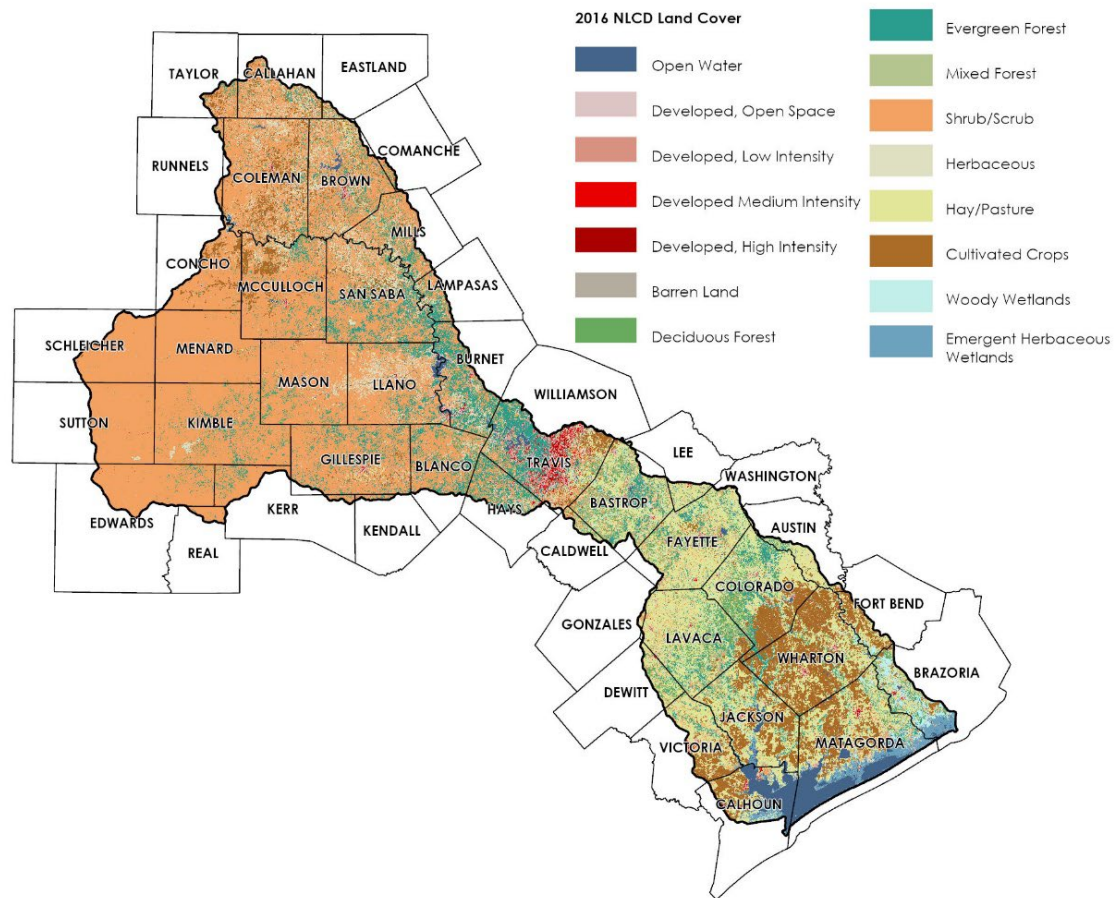 2016 NLCD Land Cover
Open Water
Developed, Open Space
Developed, Low Intensity
Developed Medium Intensity
Developed, High Intensity
Barren Land
Deciduous Forest
Evergreen Forest
Mixed Forest
Shrub/Scrub
Herbaceous
Hay/Pasture
Cultivated Crops
Woody Wetlands
Emergent Herbaceous
Wetlands
TAYLOR
CALLAHAN
EASTLAND
RUNNELS
COLEMAN
BROWN
COMANCHE
MILLS
CONCHO
MCCULLOCH
SAN SABA
LAMPASAS
SCHLEICHER
MENARD
MASON
LLANO
BURNET
WILLIAMSON
SUTTON
KIMBLE
GILLESPIE
BLANCO
TRAVIS
LEE
WASHINGTON
BASTROP
EDWARDS
KERR
KENDALL
HAYS
REAL
CALDWELL
FAYETTE
AUSTIN
GONZALES
COLORADO
FORT BEND
LAVACA
WHARTON
BRAZORIA
DEWITT
JACKSON
VICTORIA
MATAGORDA
CALHOUN